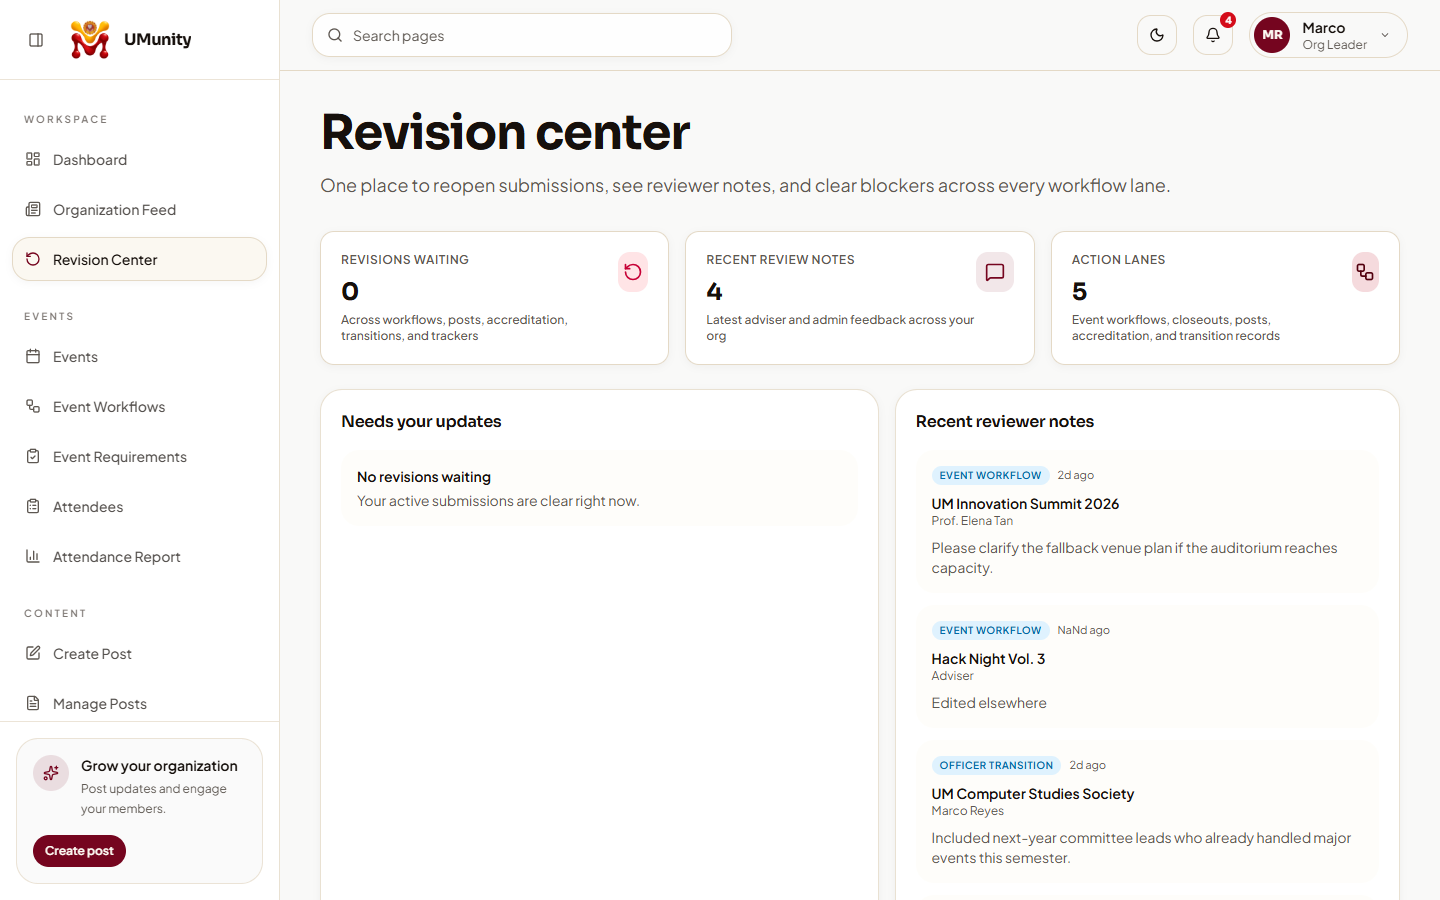 UMunity
WORKSPACE
Dashboard
Organization Feed
Revision Center
EVENTS
Events
Event Workflows
Event Requirements
Attendees
Attendance Report
CONTENT
Create Post
Manage Posts
Grow your organization
Post updates and engage
your members.
Create post
Search pages
4
MR
Marco
Org Leader
Revision center
One place to reopen submissions, see reviewer notes, and clear blockers across every workflow lane.
REVISIONS WAITING
0
Across workflows, posts, accreditation,
transitions, and trackers
RECENT REVIEW NOTES
4
Latest adviser and admin feedback across your
org
ACTION LANES
5
Event workflows, closeouts, posts,
accreditation, and transition records
Needs your updates
No revisions waiting
Your active submissions are clear right now.
Recent reviewer notes
EVENT WORKFLOW 2d ago
UM Innovation Summit 2026
Prof. Elena Tan
Please clarify the fallback venue plan if the auditorium reaches
capacity.
EVENT WORKFLOW NaNd ago
Hack Night Vol. 3
Adviser
Edited elsewhere
OFFICER TRANSITION 2d ago
UM Computer Studies Society
Marco Reyes
Included next-year committee leads who already handled major
events this semester.